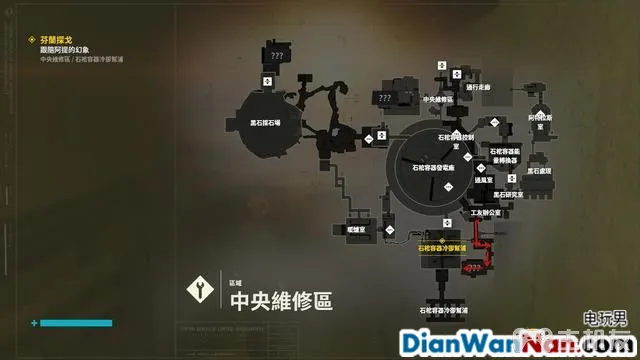 芬蘭探戈
跟隨阿提的幻象
中央維修區 / 石棺容器冷卻幫浦
???
???
通行走廊
中央維修區
黑石採石場
阿特拉斯室
石棺容器控制室
石棺容器能量轉換器
石棺容器發電廠
通風室
黑石處理
黑石研究室
工友辦公室
暖爐室
石棺容器冷卻幫浦
???
石棺容器冷卻幫浦
區域
中央維修區
电玩男
DianWanNan.com